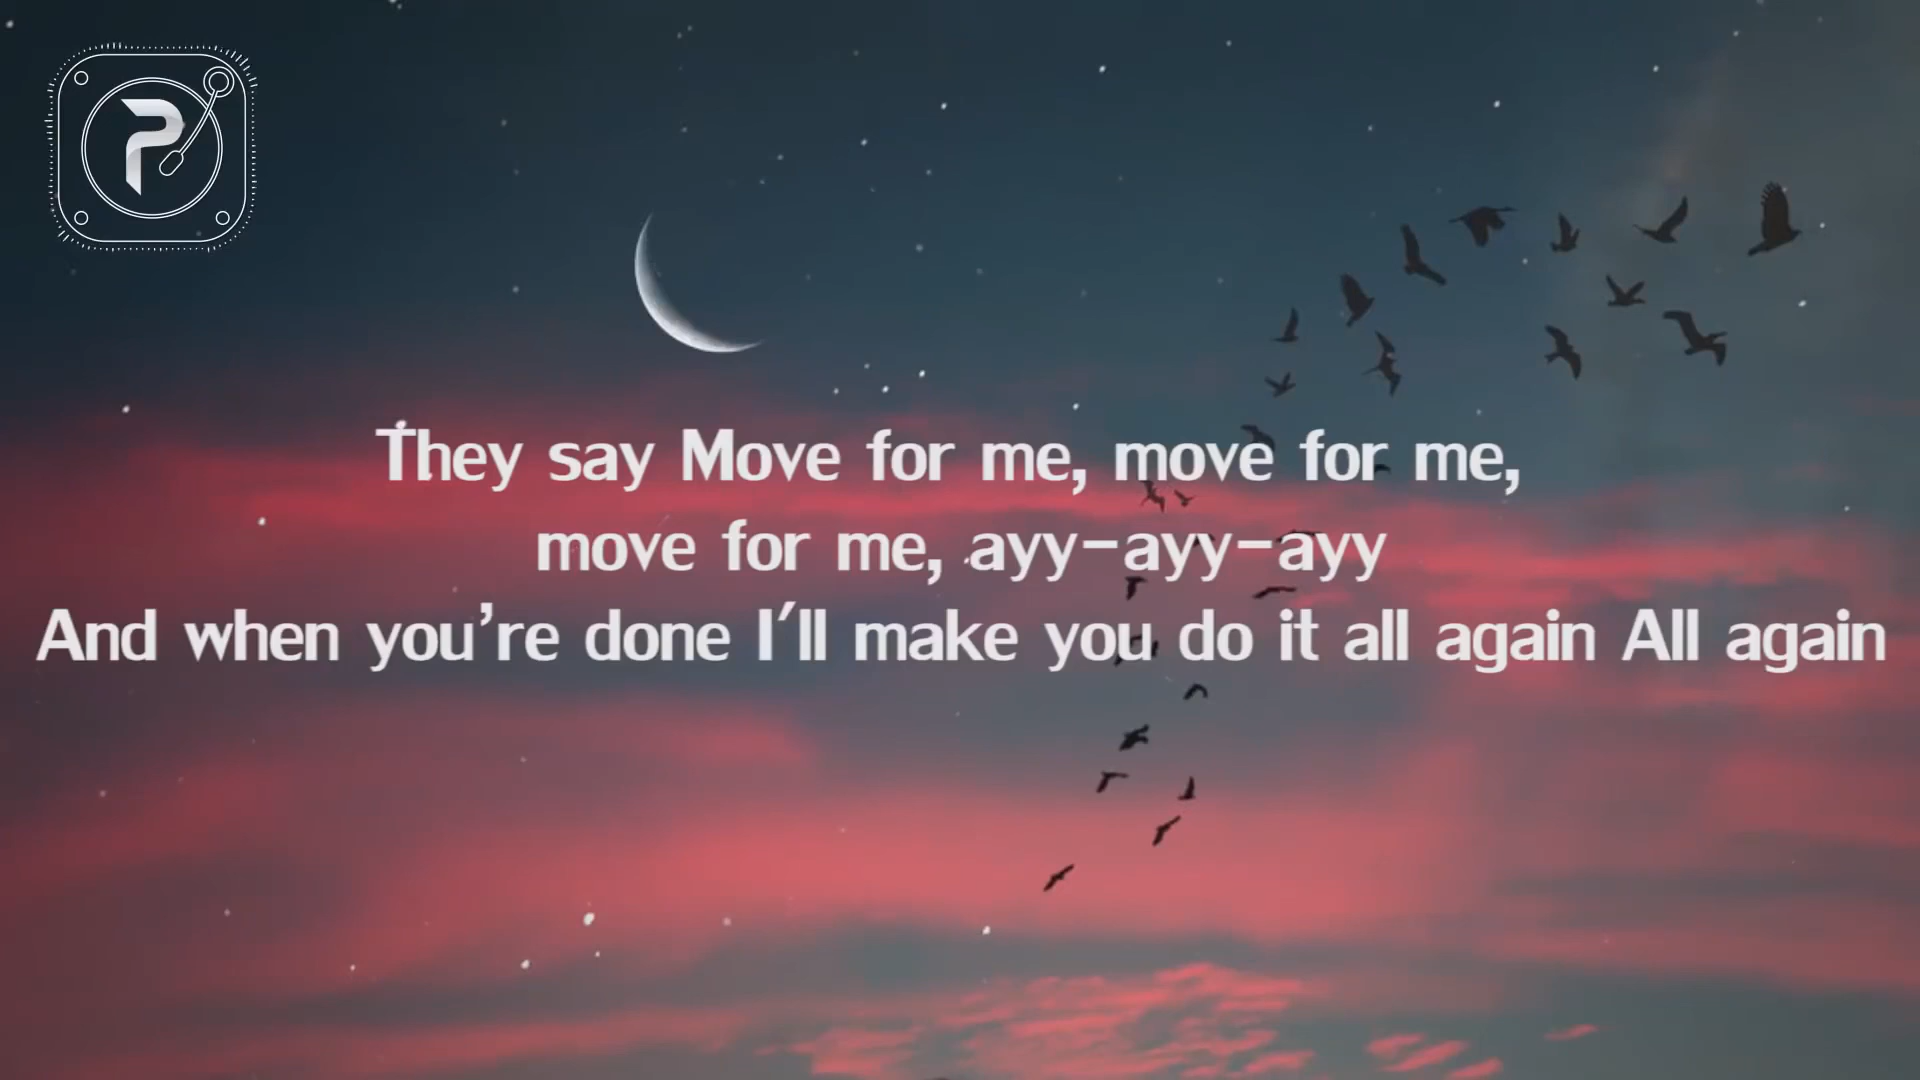 P
They say Move for me, move for me,
move for me, ayy-ayy-ayy
And when you’re done I'll make you do it all again All again